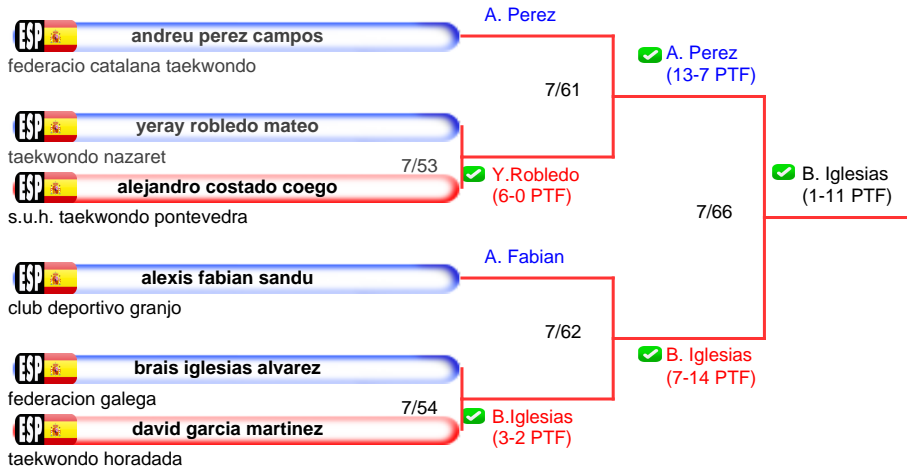 A. Perez
ESP andreu perez campos
federacio catalana taekwondo
A. Perez
(13-7 PTF)
7/61
ESP yeray robledo mateo
taekwondo nazaret
7/53
Y.Robledo
(6-0 PTF)
ESP alejandro costado coego
s.u.h. taekwondo pontevedra
B. Iglesias
(1-11 PTF)
7/66
A. Fabian
ESP alexis fabian sandu
club deportivo granjo
7/62
B. Iglesias
(7-14 PTF)
ESP brais iglesias alvarez
federacion galega
7/54
B.Iglesias
(3-2 PTF)
ESP david garcia martinez
taekwondo horadada